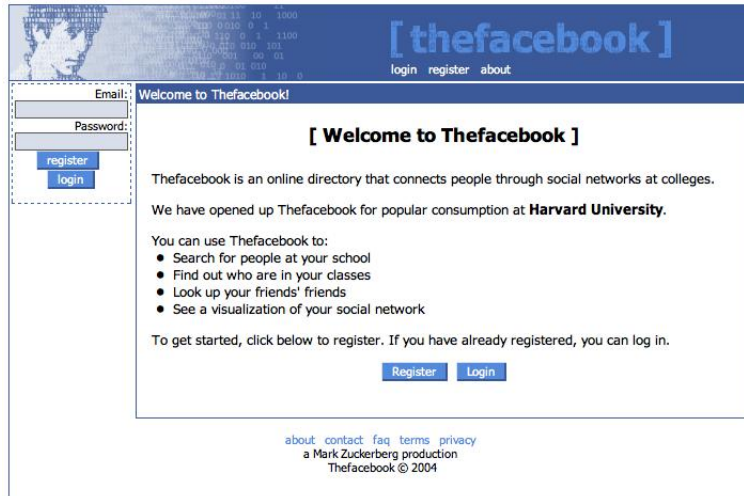 [thefacebook]
login register about
Email:
Password:
register
login
Welcome to Thefacebook!
[ Welcome to Thefacebook ]
Thefacebook is an online directory that connects people through social networks at colleges.
We have opened up Thefacebook for popular consumption at Harvard University.
You can use Thefacebook to:
• Search for people at your school
• Find out who are in your classes
• Look up your friends' friends
• See a visualization of your social network
To get started, click below to register. If you have already registered, you can log in.
Register Login
about contact faq terms privacy
a Mark Zuckerberg production
Thefacebook © 2004